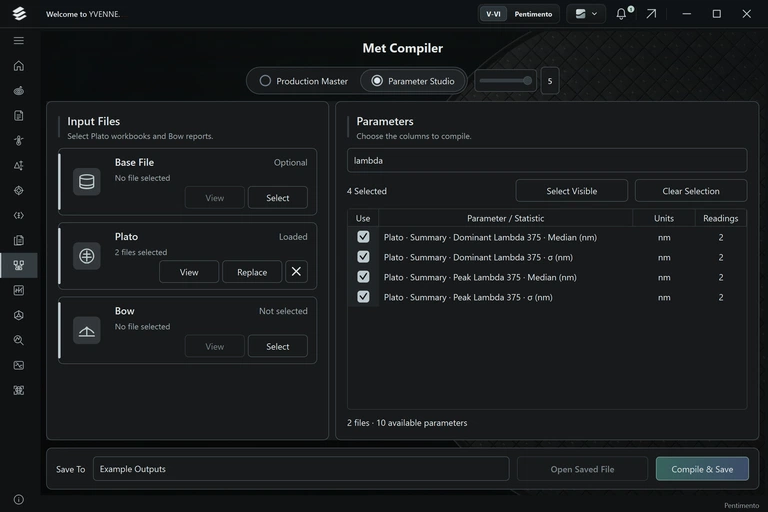 Welcome to YVENNE.
V-VI Pentimento
6
Met Compiler
Production Master
Parameter Studio
5
Input Files
Select Plato workbooks and Bow reports.
Base File
Optional
No file selected
View
Select
Plato
Loaded
2 files selected
View
Replace
Bow
Not selected
No file selected
View
Select
Parameters
Choose the columns to compile.
lambda
4 Selected
Select Visible
Clear Selection
Use Parameter / Statistic Units Readings
Plato · Summary · Dominant Lambda 375 · Median (nm) nm 2
Plato · Summary · Dominant Lambda 375 · σ (nm) nm 2
Plato · Summary · Peak Lambda 375 · Median (nm) nm 2
Plato · Summary · Peak Lambda 375 · σ (nm) nm 2
2 files · 10 available parameters
Save To
Example Outputs
Open Saved File
Compile & Save
Pentimento